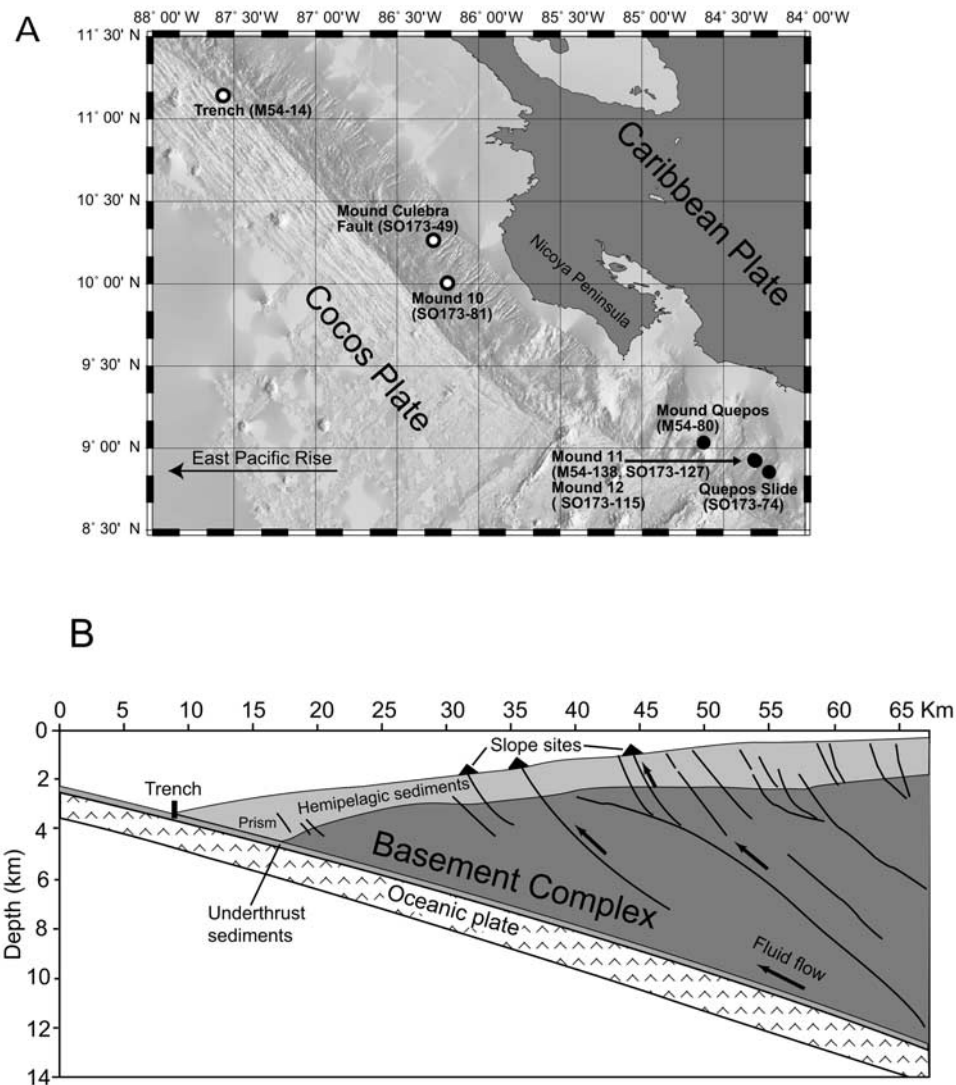 A
88° 00' W 87° 30' 87° 00' W 86° 30' 86° 00' W 85° 30' 85° 00' W 84° 30' 84° 00' W
11° 30' N
11° 00' N
10° 30' N
10° 00' N
9° 30' N
9° 00' N
8° 30' N
Trench (M54-14)
Caribbean Plate
Mound Culebra
Fault (SO173-49)
Nicoya Peninsula
Mound 10
(SO173-81)
Cocos Plate
Mound Quepos
(M54-80)
East Pacific Rise
Mound 11
(M54-138, SO173-127)
Mound 12
( SO173-115)
Quepos Slide
(SO173-74)
B
0 5 10 15 20 25 30 35 40 45 50 55 60 65 Km
0
2
4
6
8
10
12
14
Depth (km)
Slope sites
Trench
Hemipelagic sediments
Prism
Basement Complex
Oceanic plate
Underthrust
sediments
Fluid flow